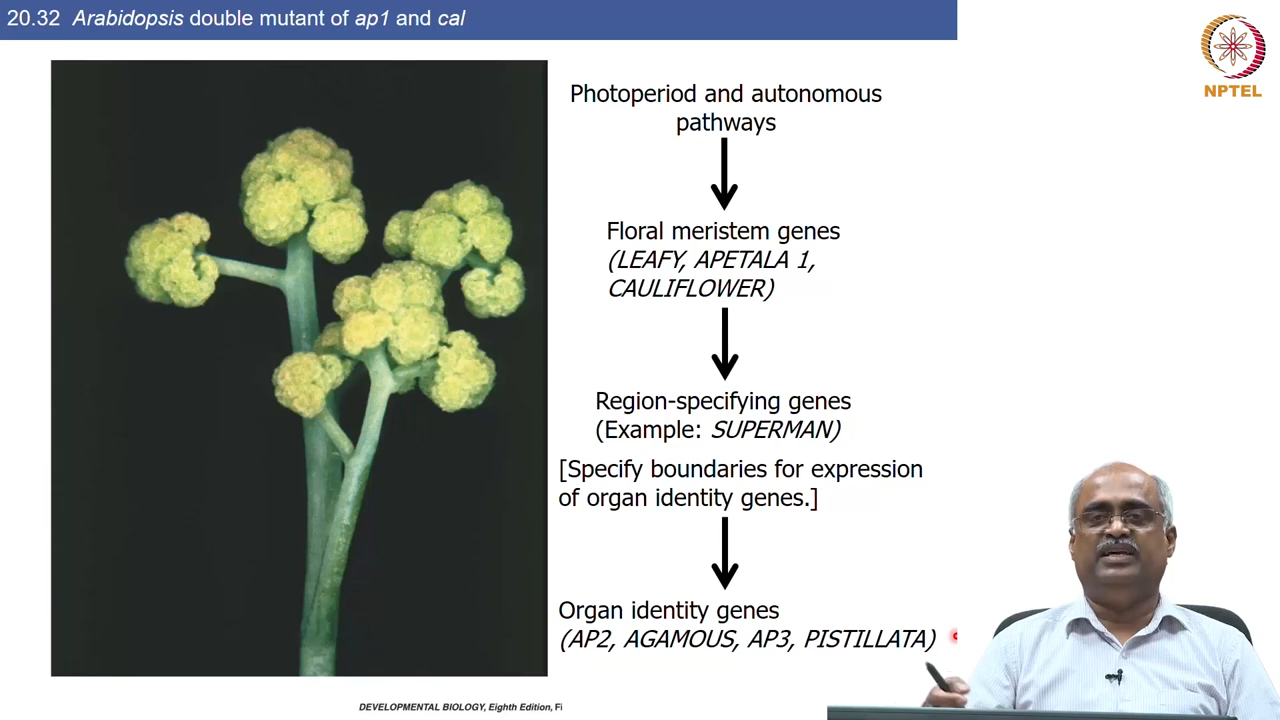 20.32 Arabidopsis double mutant of ap1 and cal
NPTEL
Photoperiod and autonomous
pathways
Floral meristem genes
(LEAFY, APETALA 1,
CAULIFLOWER)
Region-specifying genes
(Example: SUPERMAN)
[Specify boundaries for expression
of organ identity genes.]
Organ identity genes
(AP2, AGAMOUS, AP3, PISTILLATA)
DEVELOPMENTAL BIOLOGY, Eighth Edition,